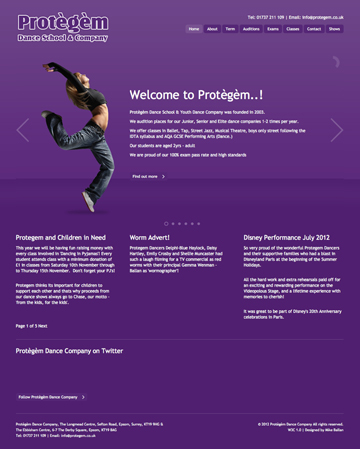 Protègèm
Dance School & Company
Tel: 01737 211 109 | Email: info@protegem.co.uk
Home About Term Auditions Exams Classes Contact Shows
Welcome to Protègèm..!
Protègèm Dance School & Youth Dance Company was founded in 2003.
We audition places for our Junior, Senior and Elite dance companies 1-2 times per year.
We offer classes in Ballet, Tap, Street Jazz, Musical Theatre, boys only street following the
IDTA syllabus and AQA GCSE Performing Arts (Dance.)
Our students are aged 2yrs - adult
We are proud of our 100% exam pass rate and high standards
Find out more
Protegem and Children in Need
This year we will be having fun raising money with
every class involved in 'Dancing in Pyjamas'! Every
student attends class with a minimum donation of
£1 in classes from Saturday 10th November through
to Thursday 15th November. Don't forget your PJ's!
Protegem thinks its important for children to
support each other and thats why proceeds from
our dance shows always go to Chase, our motto -
'from the kids, for the kids'.
Page 1 of 5 Next
Worm Advert!
Protegem Dancers Delphi-Blue Haylock, Daisy
Hartley, Emily Crosby and Shellie Muncaster had
such a laugh filming for a TV commercial as red
worms with their principal Gemma Wenman -
Ballan as 'wormographer'!
Disney Performance July 2012
So very proud of the wonderful Protegem Dancers
and their supportive families who had a blast in
Disneyland Paris at the beginning of the Summer
Holidays.
All the hard work and extra rehearsals paid off for
an exciting and rewarding performance on the
Videopolous Stage, and a lifetime experience with
memories to cherish!
It was great to be part of Disney's 20th Anniversary
celebrations in Paris.
Protègèm Dance Company on Twitter
Follow Protègèm Dance Company
Protègèm Dance Company, The Longmead Centre, Sefton Road, Epsom, Surrey, KT19 9HG &
The Ebbisham Centre, 6-7 The Derby Square, Epsom, KT19 8AG
Tel: 01737 211 109 | Email: info@protegem.co.uk
© 2012 Protègèm Dance Company All rights reserved.
W3C 1.0 | Designed by Mike Ballan